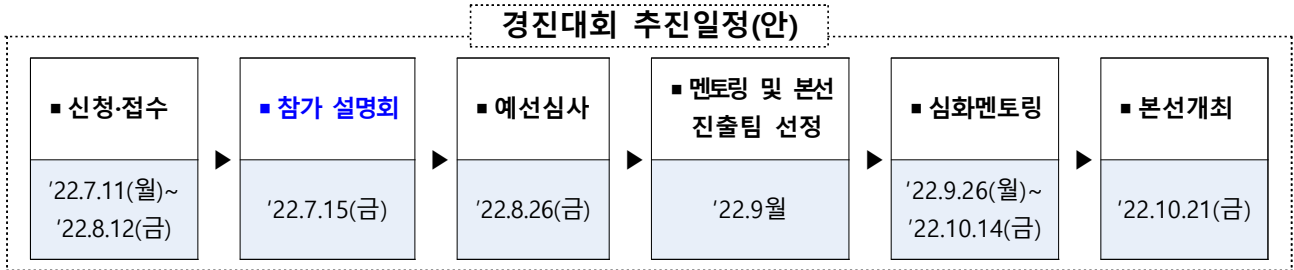 경진대회 추진일정(안)
▪ 신청·접수
'22.7.11(월)~
'22.8.12(금)
▶
▪ 참가 설명회
'22.7.15(금)
▶
▪ 예선심사
'22.8.26(금)
▶
▪ 멘토링 및 본선
진출팀 선정
'22.9월
▶
▪ 심화멘토링
'22.9.26(월)~
'22.10.14(금)
▶
▪ 본선개최
'22.10.21(금)